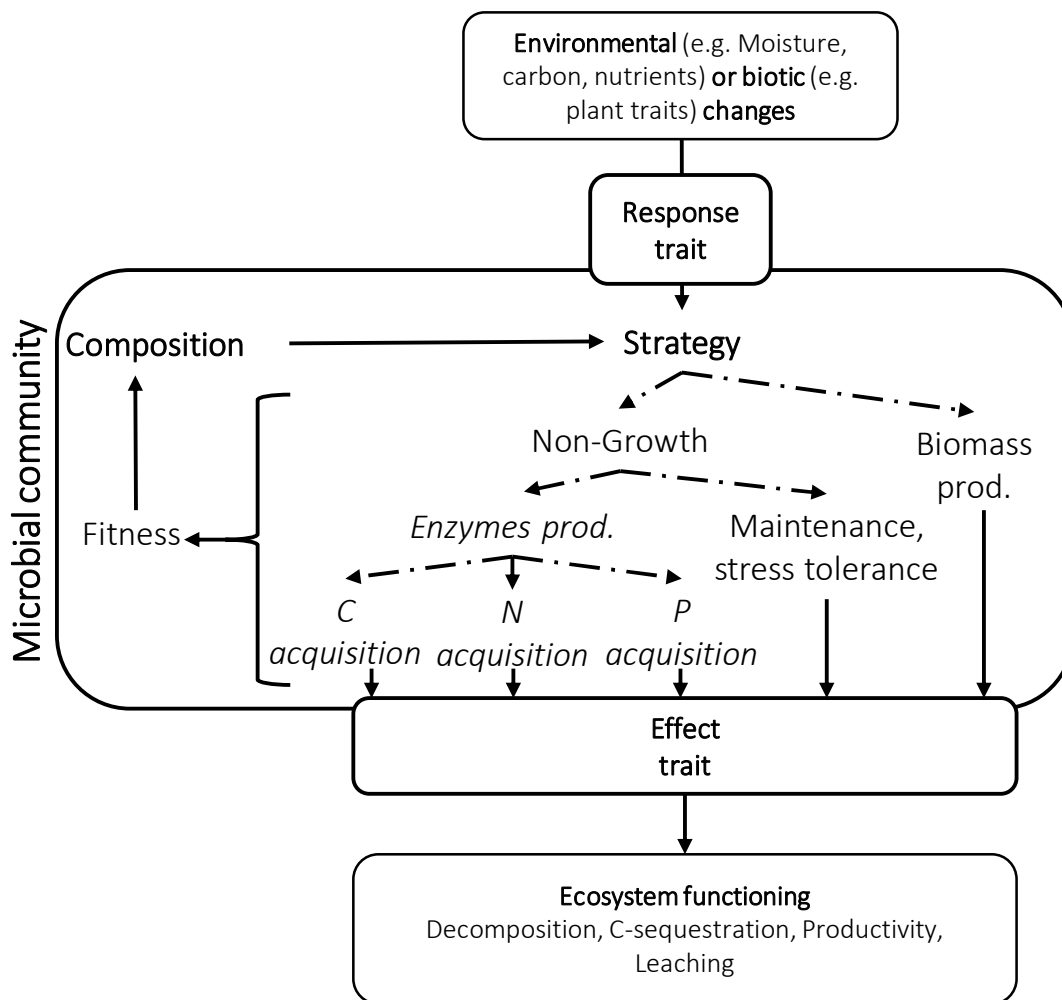 Environmental (e.g. Moisture,
carbon, nutrients) or biotic (e.g.
plant traits) changes
Response
trait
Microbial community
Composition
Strategy
Non-Growth
Biomass
prod.
Fitness
Enzymes prod.
Maintenance,
stress tolerance
C
acquisition
N
acquisition
P
acquisition
Effect
trait
Ecosystem functioning
Decomposition, C-sequestration, Productivity,
Leaching